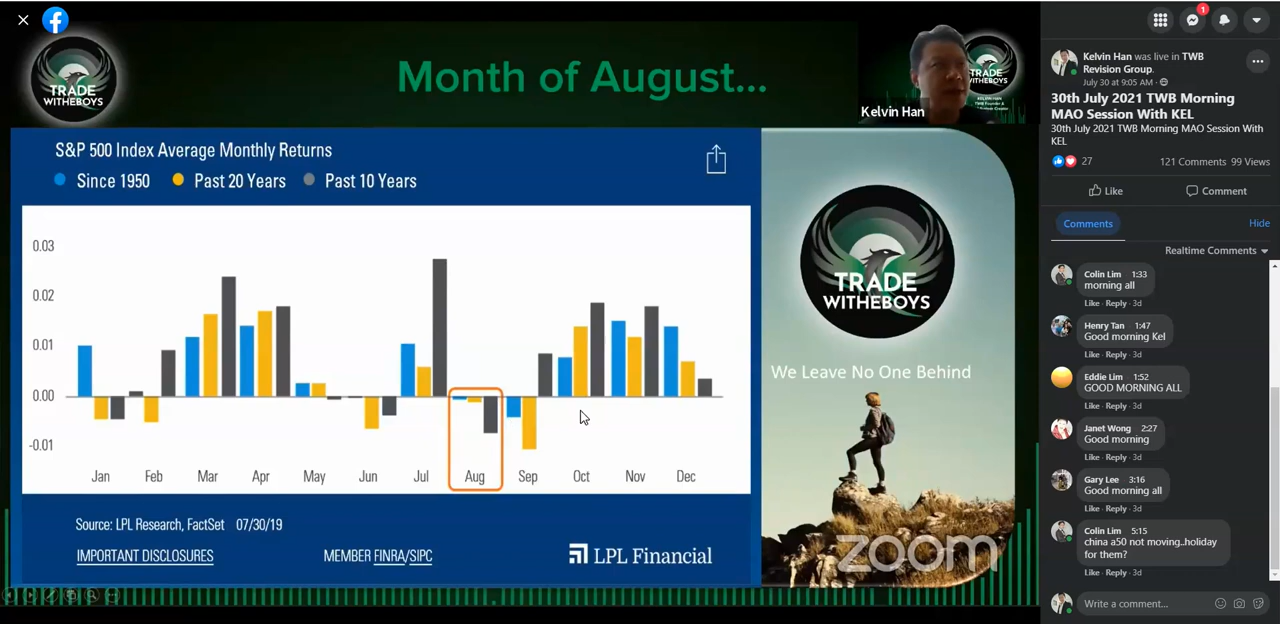 TRADE
WITHEBOYS
Month of August...
TRADE
WITHEBOYS
Kelvin Han
S&P 500 Index Average Monthly Returns
Since 1950
Past 20 Years
Past 10 Years
0.03
0.02
0.01
0.00
-0.01
Jan
Feb
Mar
Apr
May
Jun
Jul
Aug
Sep
Oct
Nov
Dec
Source: LPL Research, FactSet 07/30/19
IMPORTANT DISCLOSURES
MEMBER FINRA/SIPC
LPL Financial
TRADE
WITHEBOYS
We Leave No One Behind
zoom
1
Kelvin Han was live in TWB
Revision Group.
July 30 at 9:05 AM ·
30th July 2021 TWB Morning
MAO Session With KEL
30th July 2021 TWB Morning MAO Session With
KEL
27
121 Comments 99 Views
Like
Comment
Comments
Hide
Realtime Comments
Colin Lim 1:33
morning all
Like · Reply · 3d
Henry Tan 1:47
Good morning Kel
Like · Reply · 3d
Eddie Lim 1:52
GOOD MORNING ALL
Like · Reply · 3d
Janet Wong 2:27
Good morning
Like · Reply · 3d
Gary Lee 3:16
Good morning all
Like · Reply · 3d
Colin Lim 5:15
china a50 not moving..holiday
for them?
Like · Reply · 3d
Write a comment...